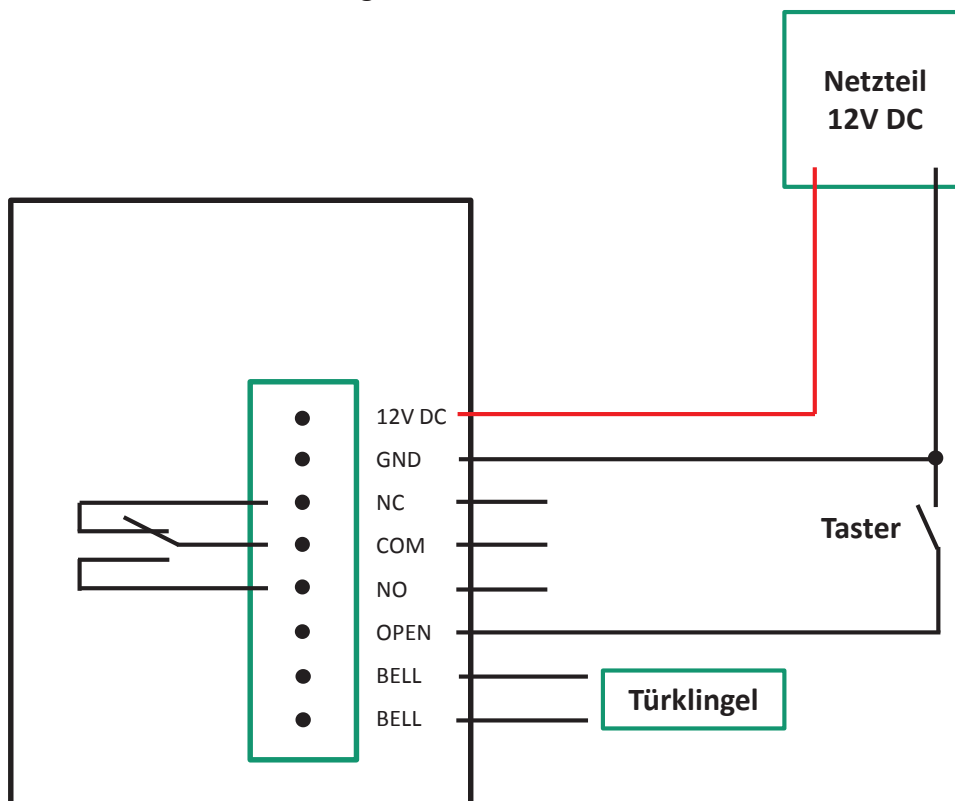 Netzteil
12V DC
12V DC
GND
NC
COM
NO
OPEN
BELL
BELL
Taster
Türklingel